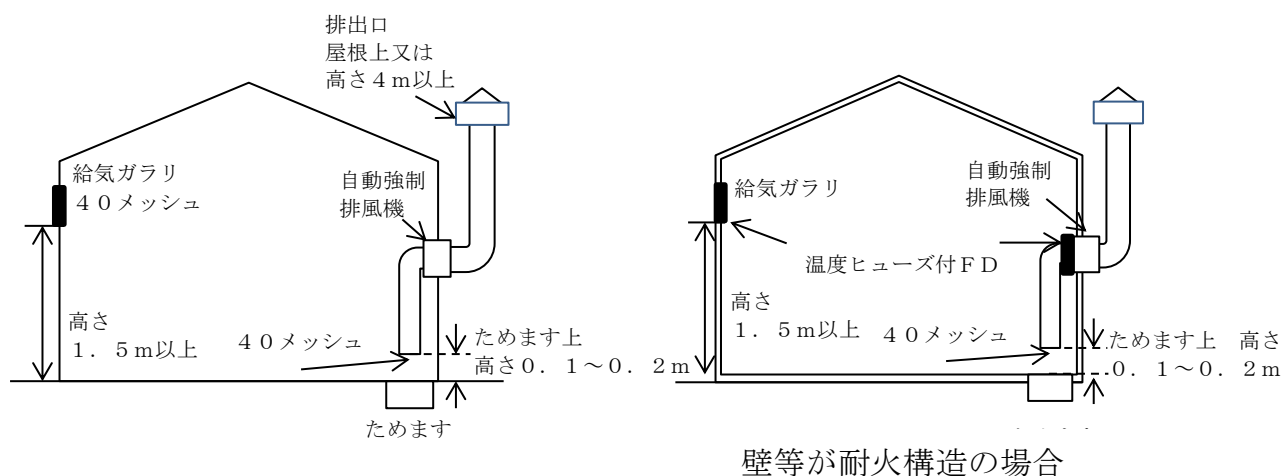 排出口
屋根上又は
高さ４ｍ以上
給気ガラリ
４０メッシュ
自動強制
排風機
高さ
１．５ｍ以上
４０メッシュ
ためます上
高さ０．１～０．２ｍ
ためます
給気ガラリ
自動強制
排風機
温度ヒューズ付ＦＤ
高さ
１．５ｍ以上
４０メッシュ
ためます上　高さ
０．１～０．２ｍ
壁等が耐火構造の場合